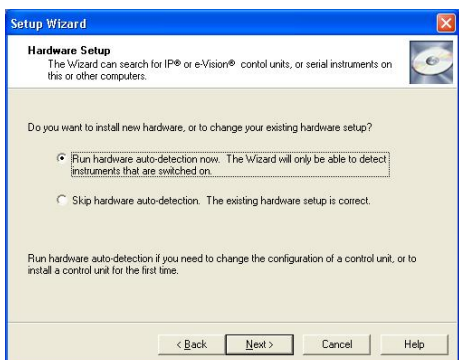 Setup Wizard
Hardware Setup
The Wizard can search for IP® or e-Vision® contol units, or serial instruments on
this or other computers.
Do you want to install new hardware, or to change your existing hardware setup?
Run hardware auto-detection now. The Wizard will only be able to detect
instruments that are switched on.
Skip hardware auto-detection. The existing hardware setup is correct.
Run hardware auto-detection if you need to change the configuration of a control unit, or to
install a control unit for the first time.
< Back Next > Cancel Help